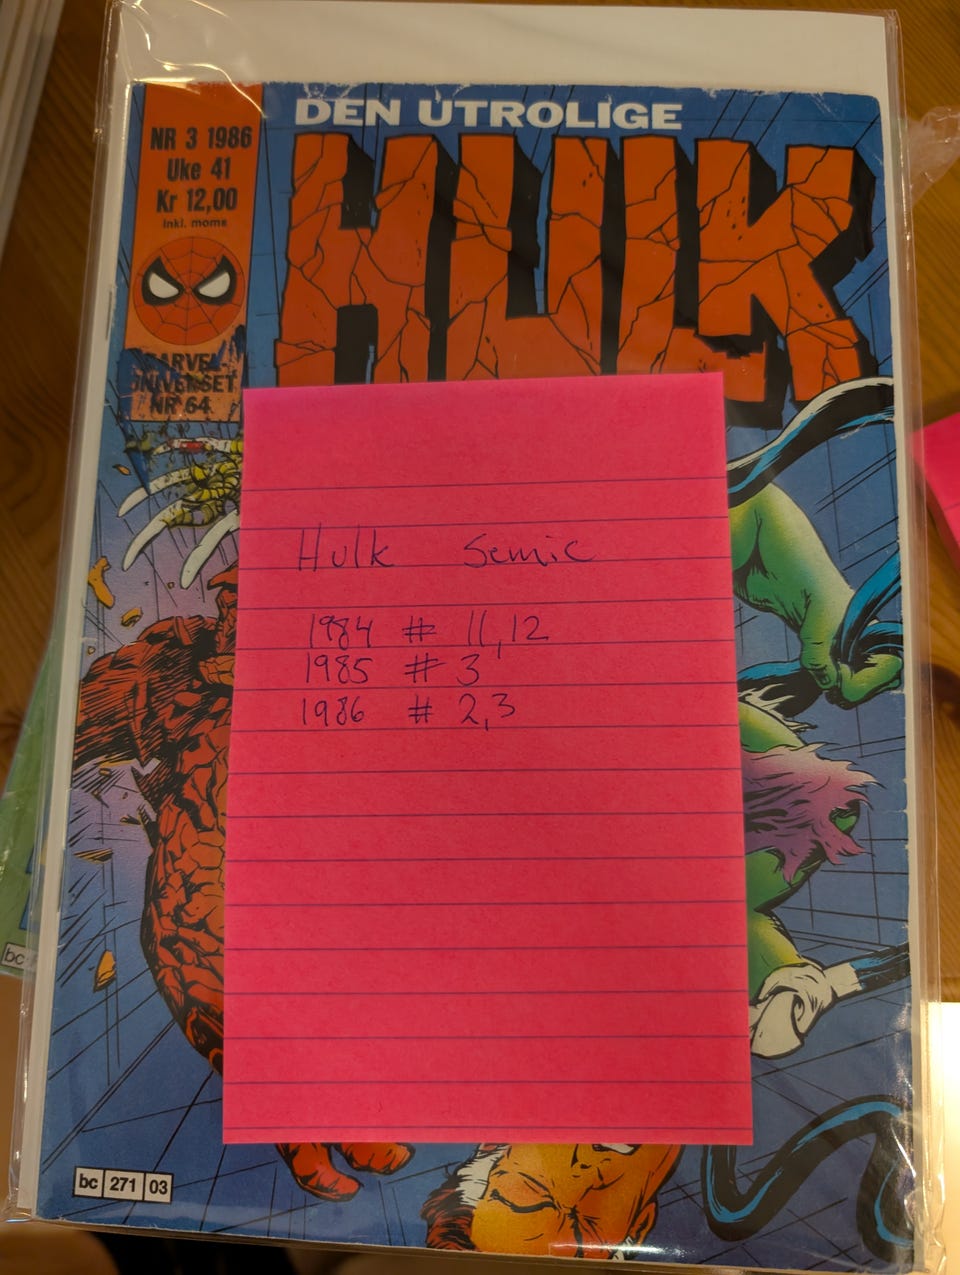 DEN UTROLIGE
HULK
NR 3 1986
Uke 41
Kr 12,00
inkl. moms
MARVEL-
UNIVERSET
NR 64
Hulk Semic
1984 # 11,12
1985 # 3
1986 # 2,3
bc 271 03
bc